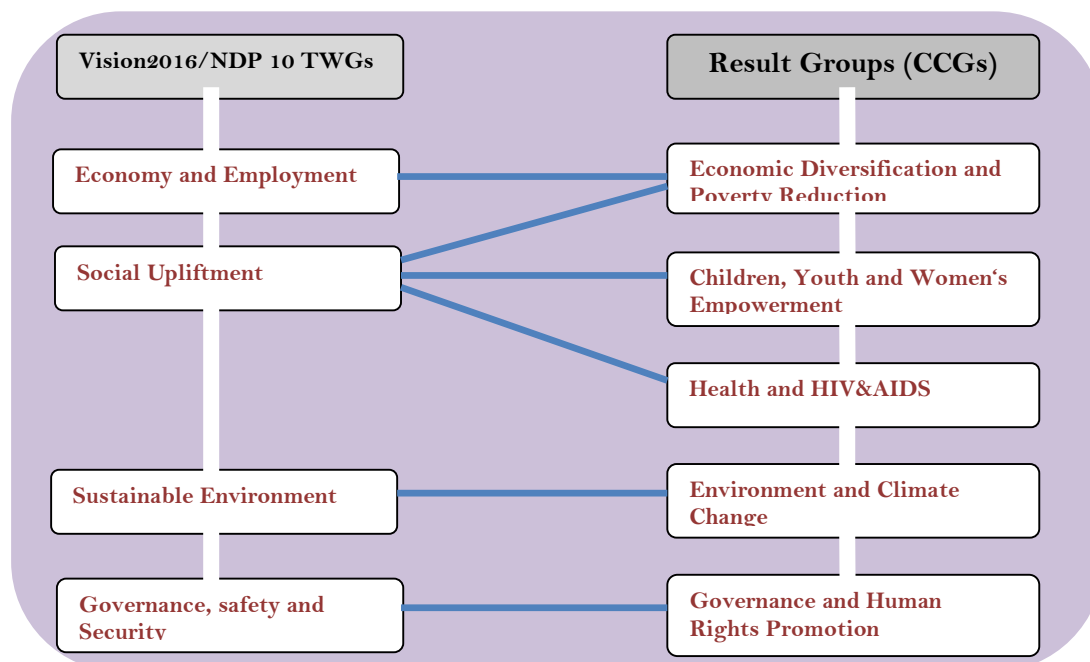 Vision2016/NDP 10 TWGs
Economy and Employment
Social Upliftment
Sustainable Environment
Governance, safety and
Security
Result Groups (CCGs)
Economic Diversification and
Poverty Reduction
Children, Youth and Women‘s
Empowerment
Health and HIV&AIDS
Environment and Climate
Change
Governance and Human
Rights Promotion